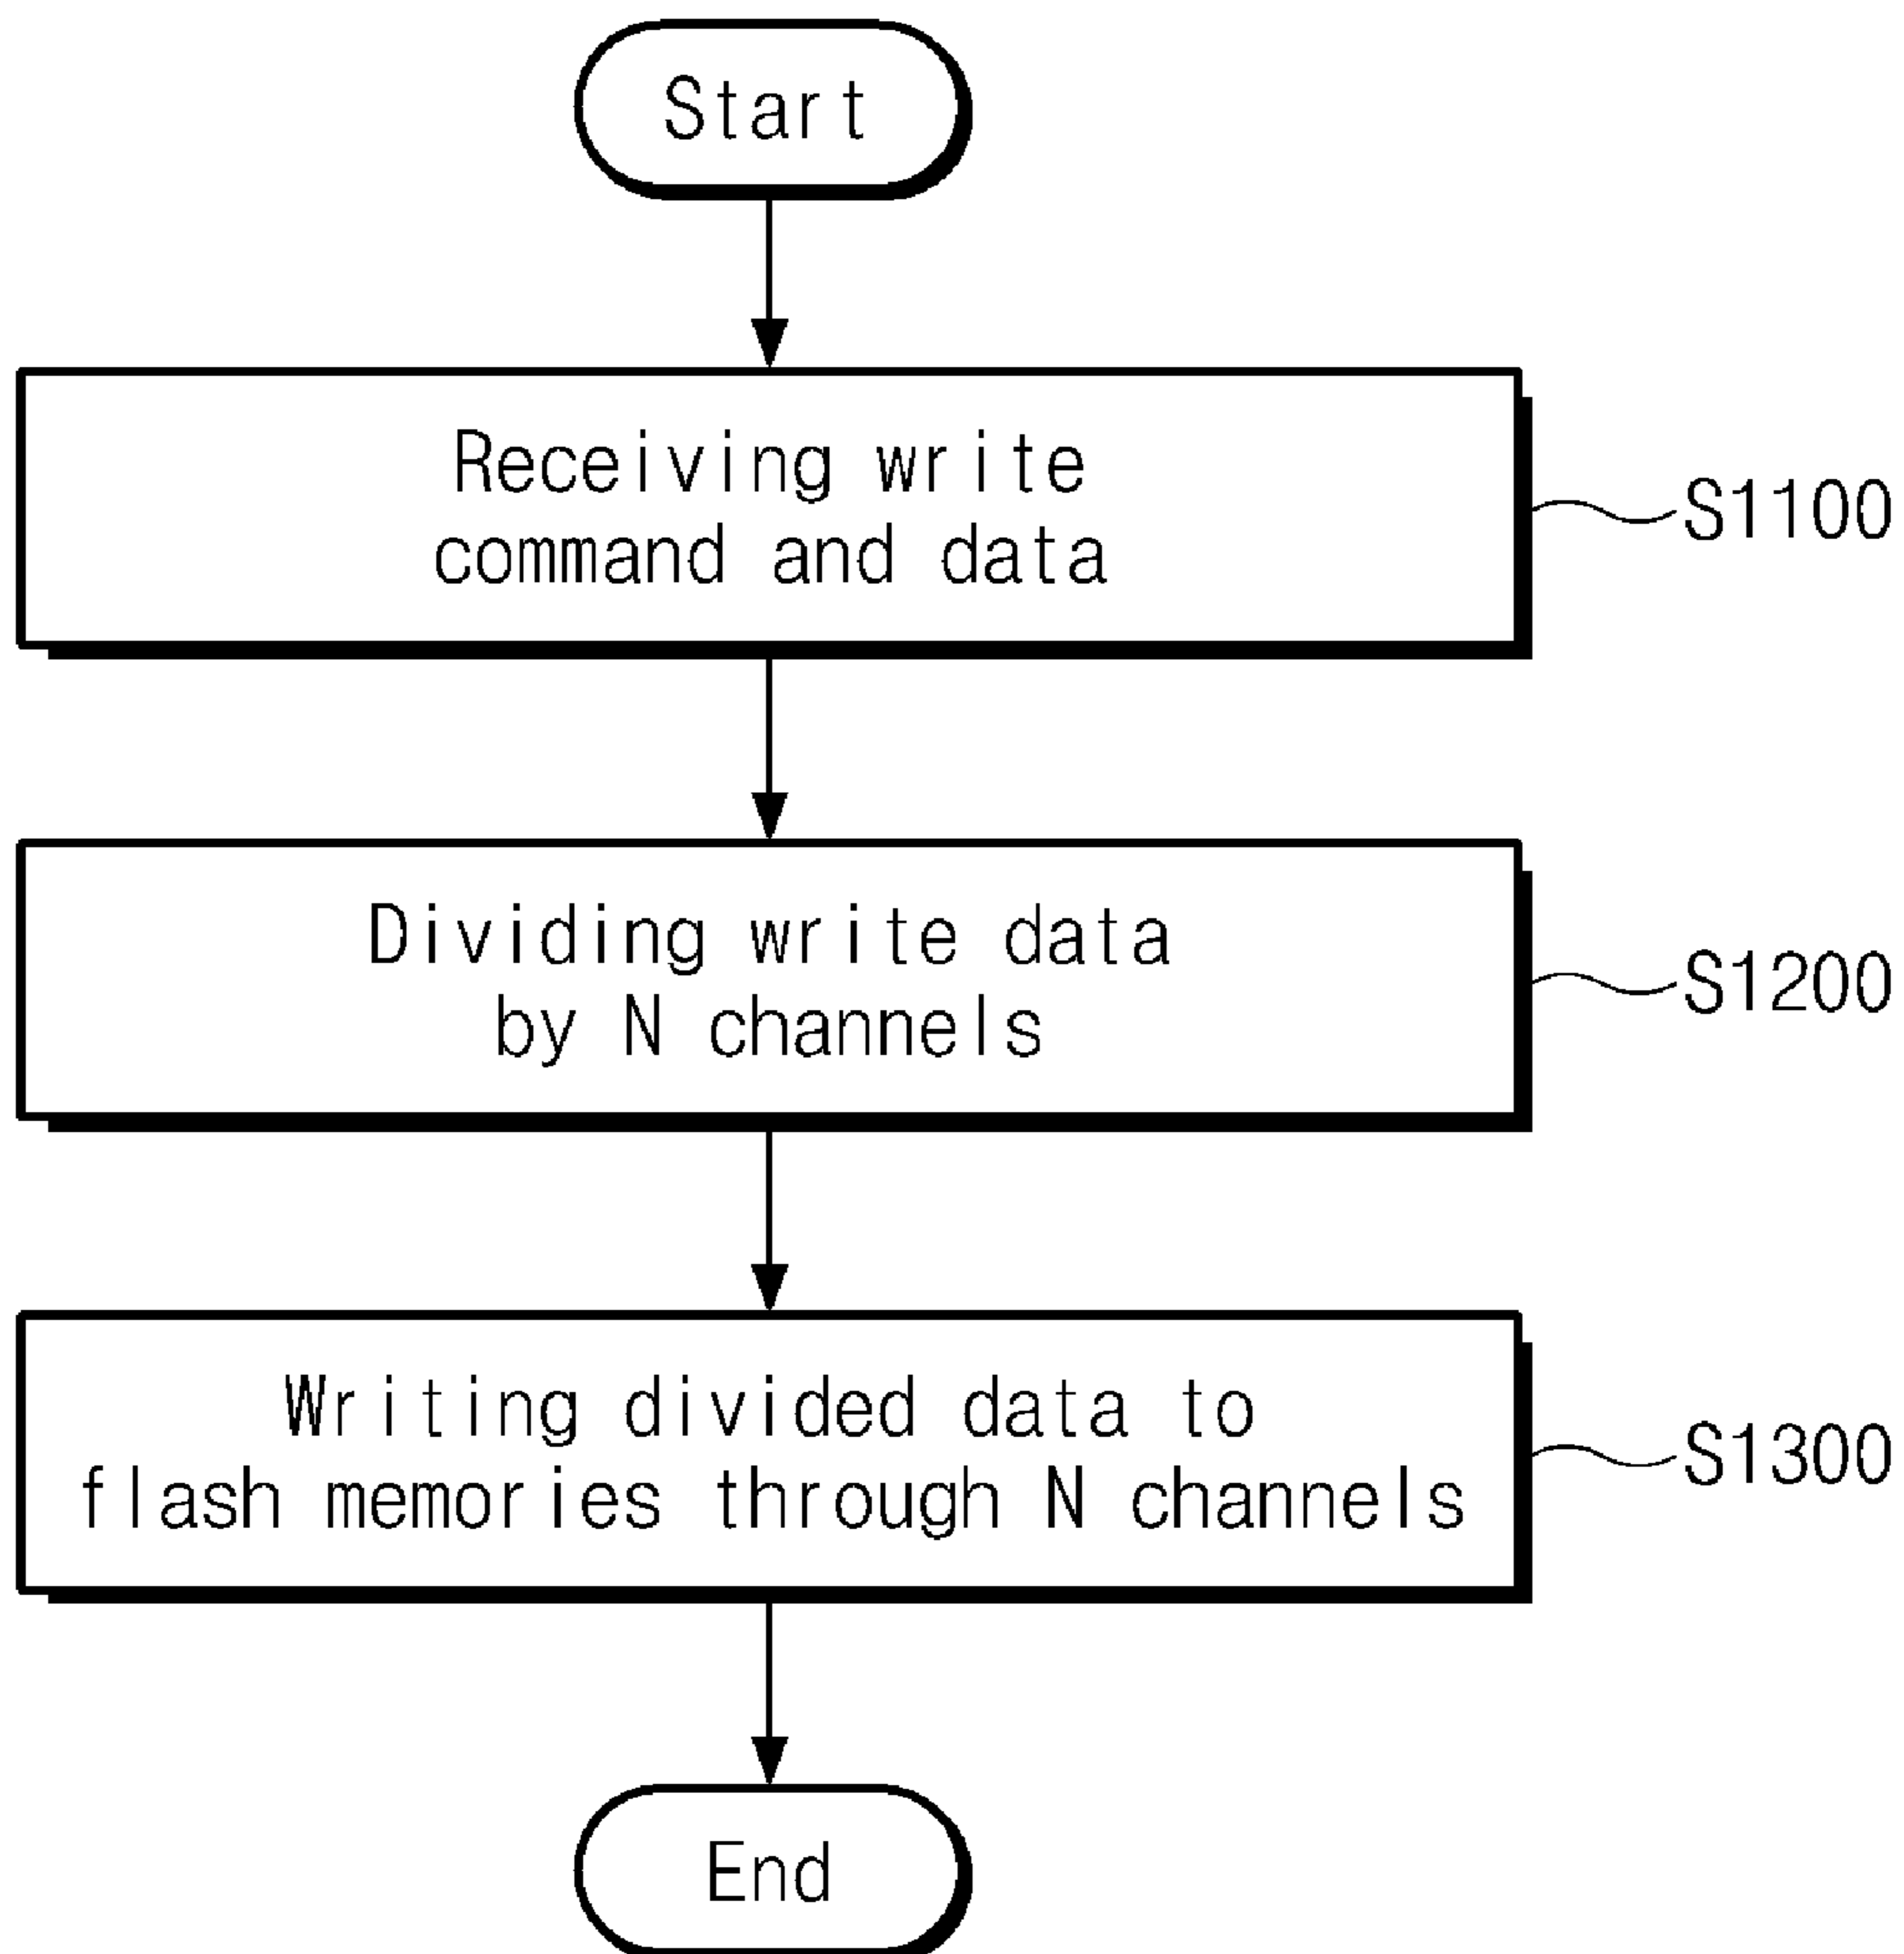 Start
Receiving write
command and data
S1100
Dividing write data
by N channels
S1200
Writing divided data to
flash memories through N channels
S1300
End